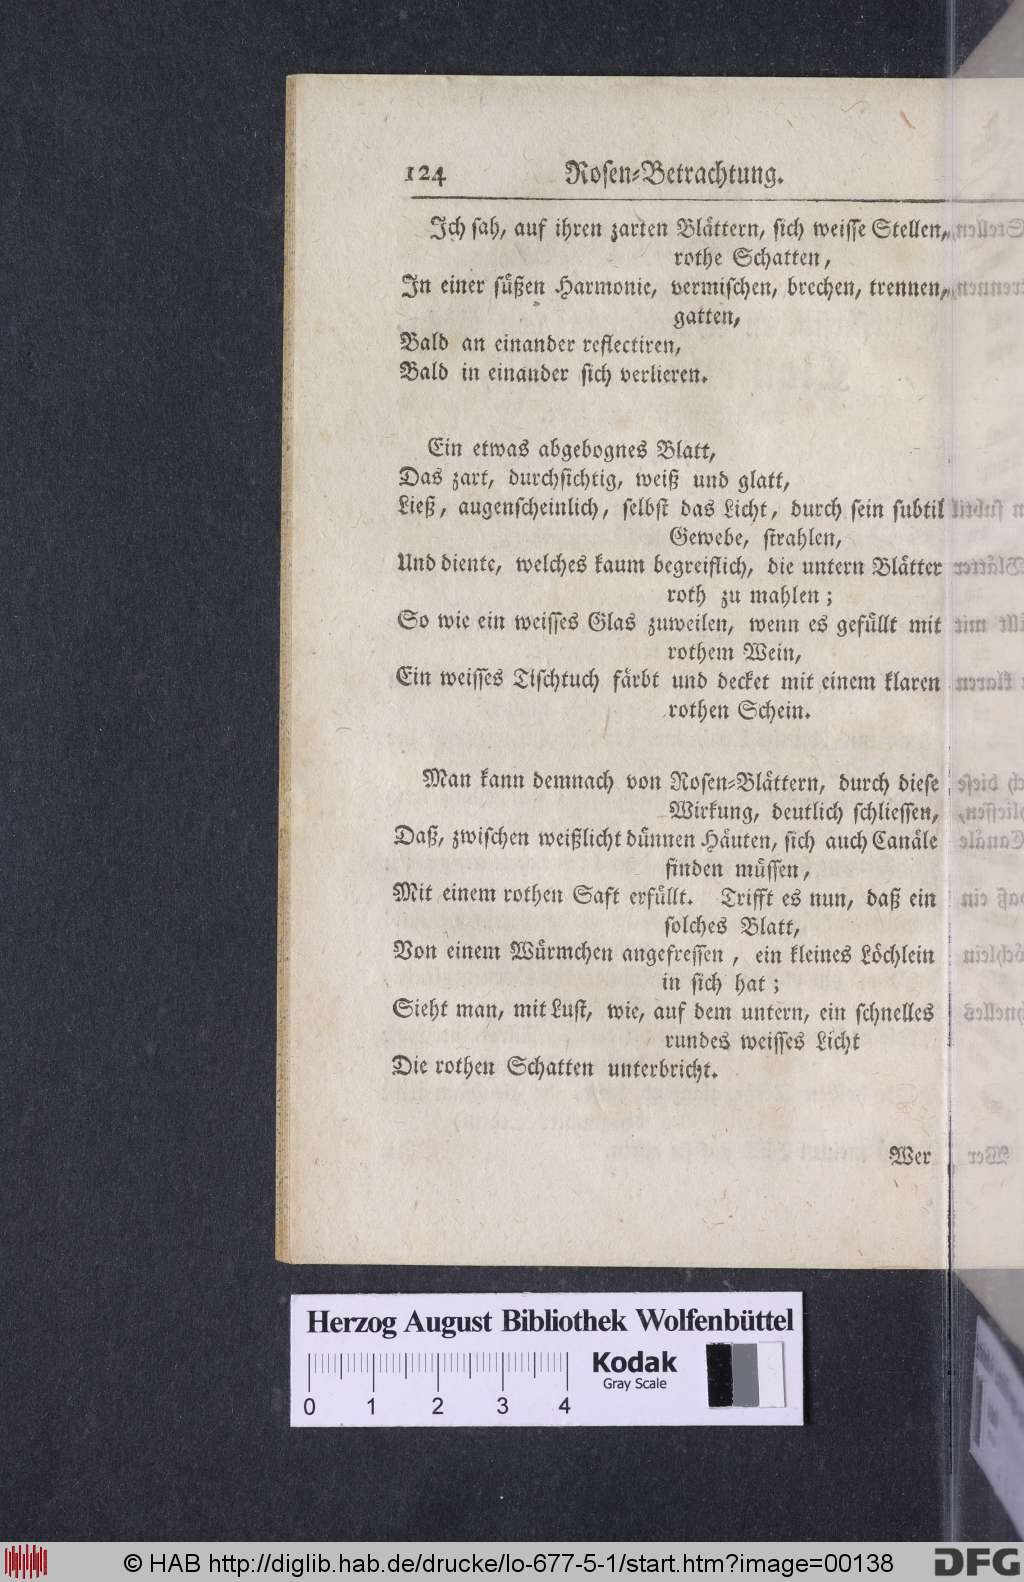 124 Rosen-Betrachtung.
Ich sah, auf ihren zarten Blättern, sich weisse Stellen,
rothe Schatten,
In einer süßen Harmonie, vermischen, brechen, trennen,
gatten,
Bald an einander reflectiren,
Bald in einander sich verlieren.
Ein etwas abgebognes Blatt,
Das zart, durchsichtig, weiß und glatt,
Ließ, augenscheinlich, selbst das Licht, durch sein subtil
Gewebe, strahlen,
Und diente, welches kaum begreiflich, die untern Blätter
roth zu mahlen;
So wie ein weisses Glas zuweilen, wenn es gefüllt mit
rothem Wein,
Ein weisses Tischtuch färbt und decket mit einem klaren
rothen Schein.
Man kann demnach von Rosen-Blättern, durch diese
Wirkung, deutlich schliessen,
Daß, zwischen weißlicht dünnen Häuten, sich auch Canäle
finden müssen,
Mit einem rothen Saft erfüllt. Trifft es nun, daß ein
solches Blatt,
Von einem Würmchen angefressen, ein kleines Löchlein
in sich hat;
Sieht man, mit Lust, wie, auf dem untern, ein schnelles
rundes weisses Licht
Die rothen Schatten unterbricht.
Wer
Herzog August Bibliothek Wolfenbüttel
Kodak
Gray Scale
0 1 2 3 4
© HAB http://diglib.hab.de/drucke/lo-677-5-1/start.htm?image=00138
DFG